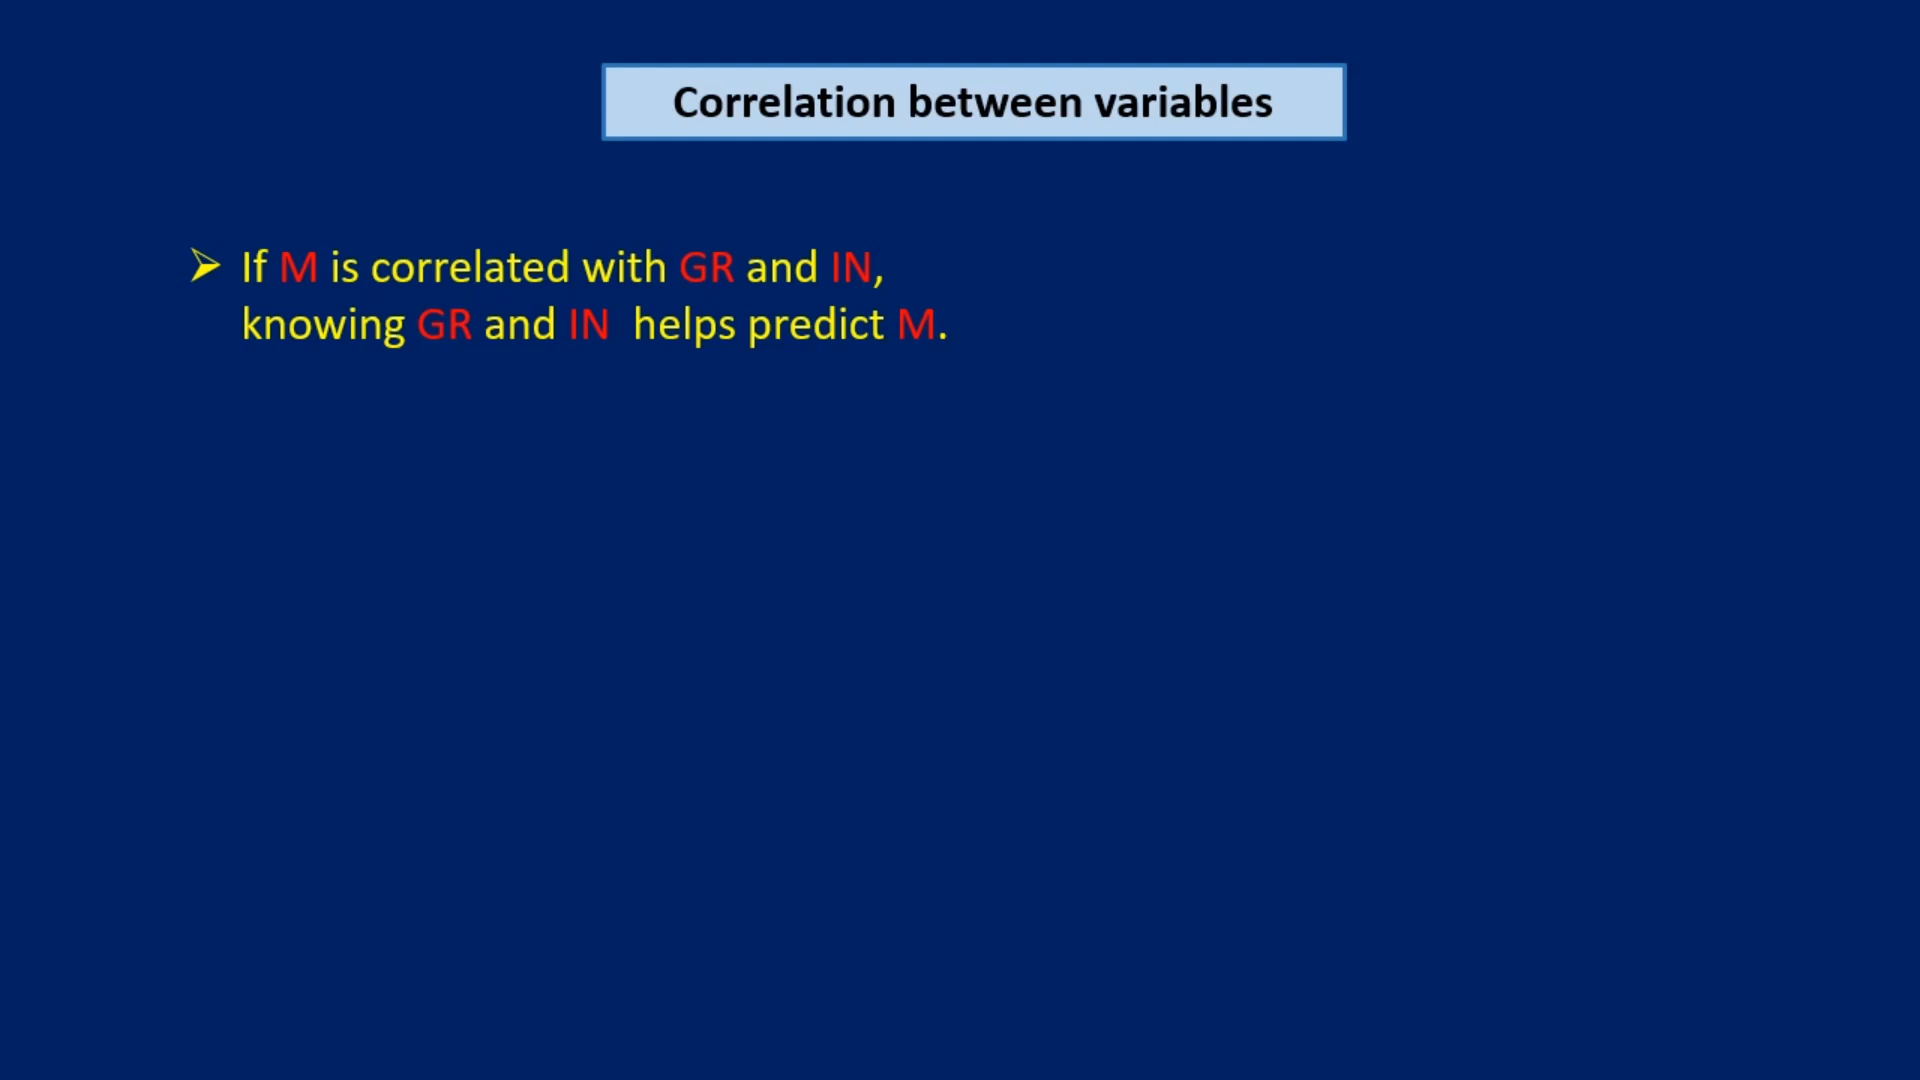 Correlation between variables
➢ If M is correlated with GR and IN,
knowing GR and IN helps predict M.